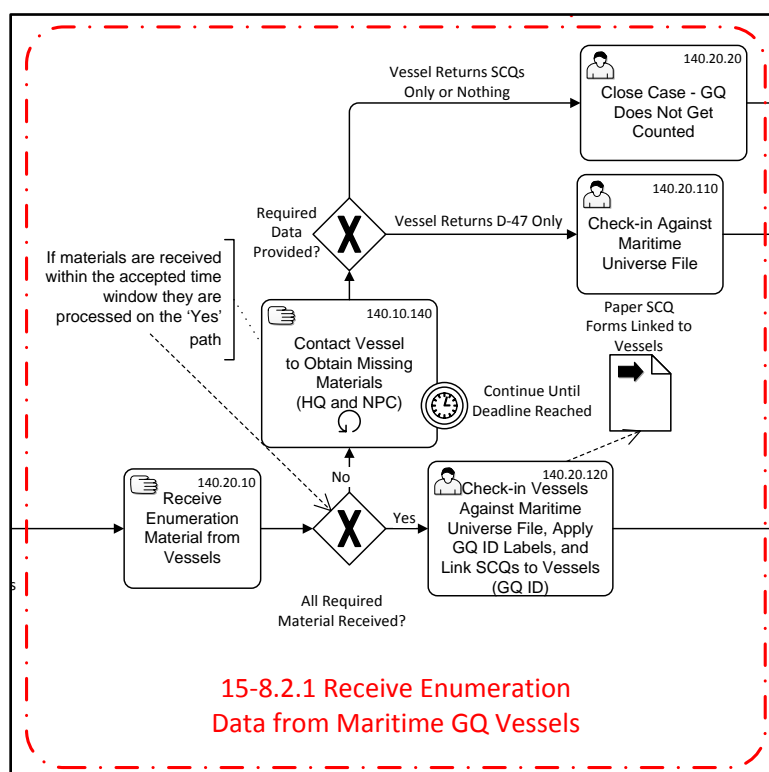 140.20.20
Close Case - GQ
Does Not Get
Counted
Vessel Returns SCQs
Only or Nothing
140.20.110
Check-in Against
Maritime
Universe File
Required
Data
Provided?
Vessel Returns D-47 Only
If materials are received
within the accepted time
window they are
processed on the ‘Yes’
path
140.10.140
Contact Vessel
to Obtain Missing
Materials
(HQ and NPC)
Continue Until
Deadline Reached
Paper SCQ
Forms Linked to
Vessels
No
140.20.10
Receive
Enumeration
Material from
Vessels
X
X
Yes
140.20.120
Check-in Vessels
Against Maritime
Universe File, Apply
GQ ID Labels, and
Link SCQs to Vessels
(GQ ID)
s
All Required
Material Received?
15-8.2.1 Receive Enumeration
Data from Maritime GQ Vessels